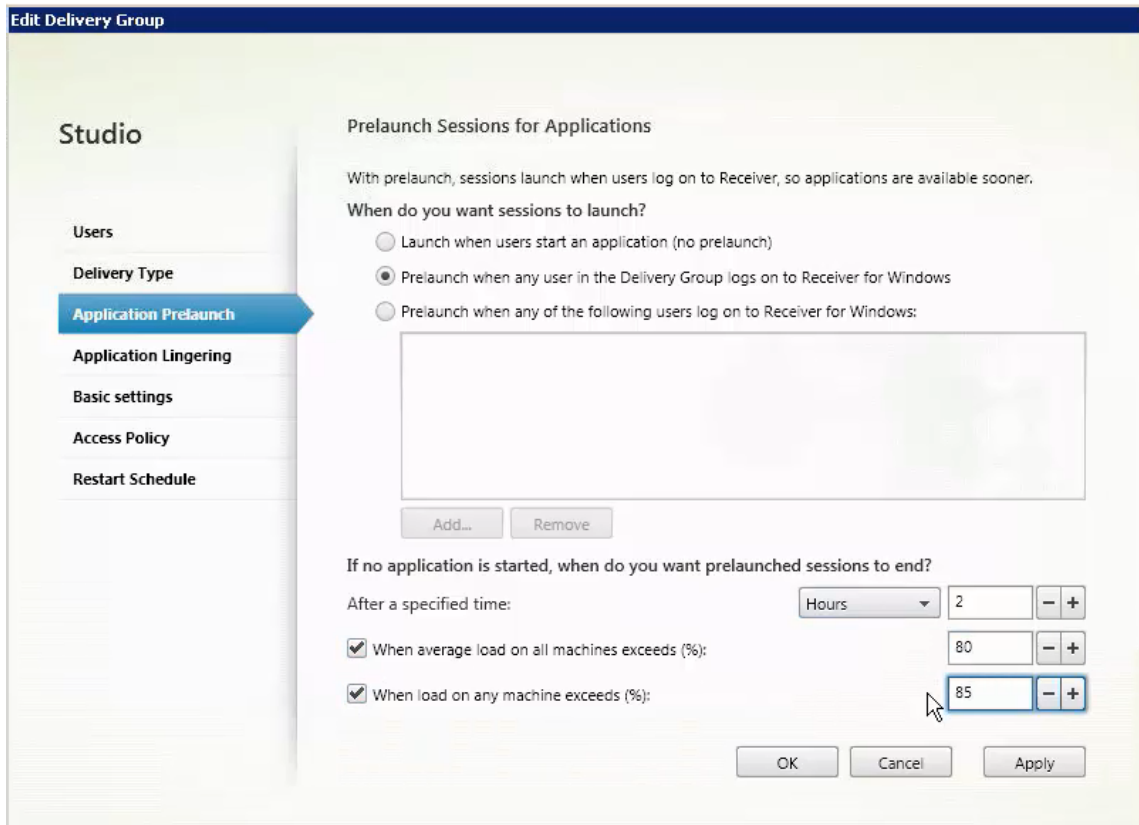 Edit Delivery Group
Studio
Users
Delivery Type
Application Prelaunch
Application Lingering
Basic settings
Access Policy
Restart Schedule
Prelaunch Sessions for Applications
With prelaunch, sessions launch when users log on to Receiver, so applications are available sooner.
When do you want sessions to launch?
Launch when users start an application (no prelaunch)
Prelaunch when any user in the Delivery Group logs on to Receiver for Windows
Prelaunch when any of the following users log on to Receiver for Windows:
Add... Remove
If no application is started, when do you want prelaunched sessions to end?
After a specified time: Hours 2 − +
When average load on all machines exceeds (%): 80 − +
When load on any machine exceeds (%): 85 − +
OK Cancel Apply